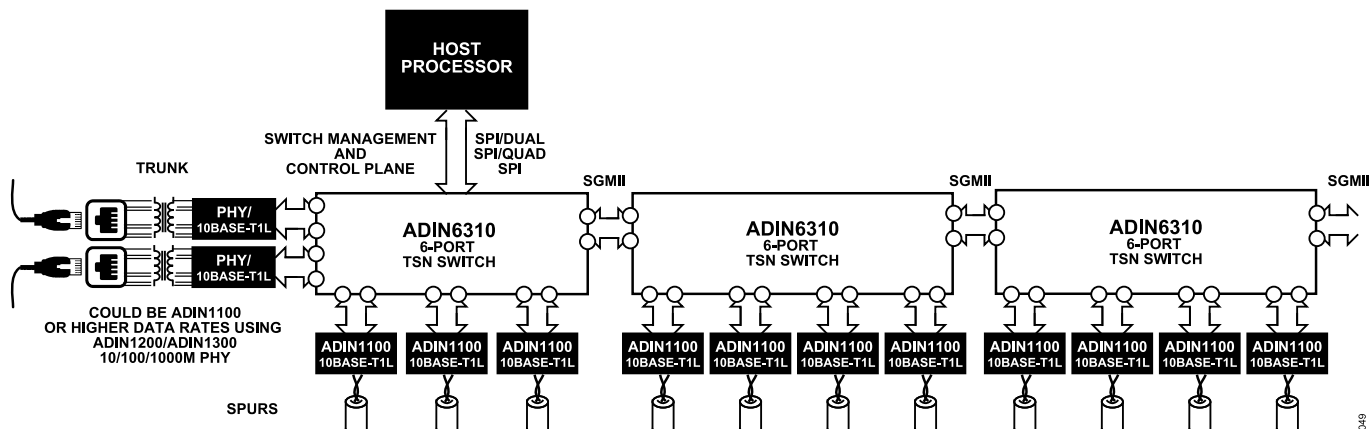 HOST
PROCESSOR
SWITCH MANAGEMENT
AND
CONTROL PLANE
SPI/DUAL
SPI/QUAD
SPI
TRUNK
SGMII
SGMII
SGMII
PHY/
10BASE-T1L
PHY/
10BASE-T1L
ADIN6310
6-PORT
TSN SWITCH
ADIN6310
6-PORT
TSN SWITCH
ADIN6310
6-PORT
TSN SWITCH
COULD BE ADIN1100
OR HIGHER DATA RATES USING
ADIN1200/ADIN1300
10/100/1000M PHY
ADIN1100
10BASE-T1L
ADIN1100
10BASE-T1L
ADIN1100
10BASE-T1L
ADIN1100
10BASE-T1L
ADIN1100
10BASE-T1L
ADIN1100
10BASE-T1L
ADIN1100
10BASE-T1L
ADIN1100
10BASE-T1L
ADIN1100
10BASE-T1L
ADIN1100
10BASE-T1L
ADIN1100
10BASE-T1L
SPURS
049